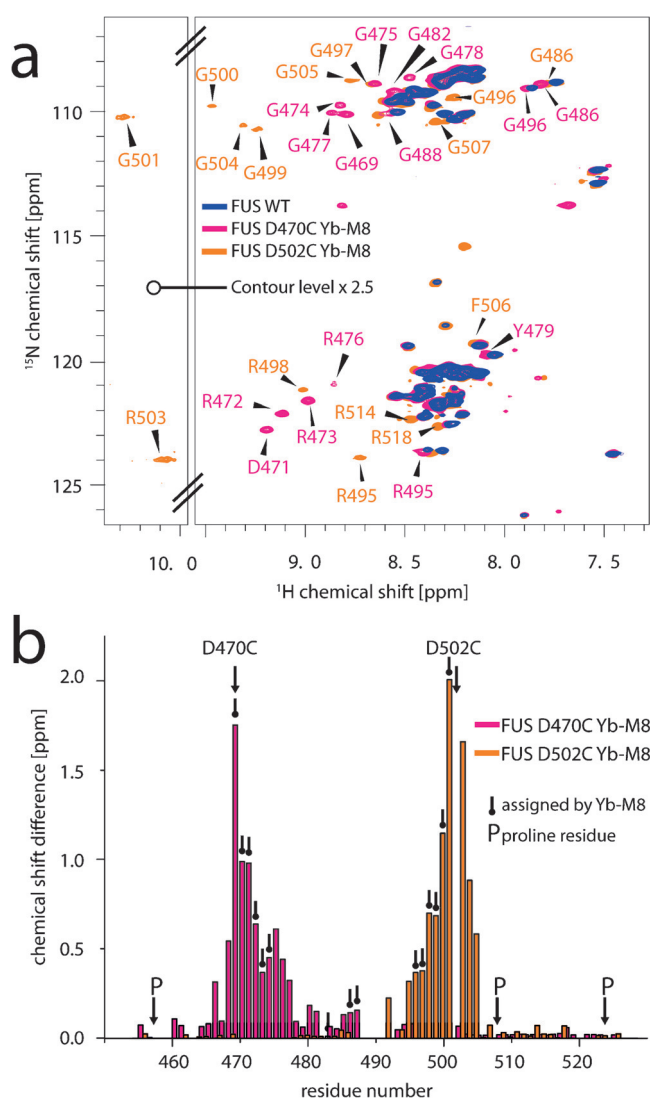 a
G475
G482
G497
G478
G505
G486
G500
G496
110
G474
G501
G504
G499
G477
G469
G488
G507
G496
G486
FUS WT
FUS D470C Yb-M8
FUS D502C Yb-M8
115
Contour level x 2.5
15N chemical shift [ppm]
F506
R476
Y479
120
R498
R472
R473
R514
R503
R518
D471
R495
R495
125
10. 0
9. 0
8. 5
8. 0
7. 5
1H chemical shift [ppm]
b
D470C
D502C
2.0
FUS D470C Yb-M8
FUS D502C Yb-M8
1.5
assigned by Yb-M8
P proline residue
1.0
chemical shift difference [ppm]
0.5
P
P
P
0.0
460
470
480
490
500
510
520
residue number